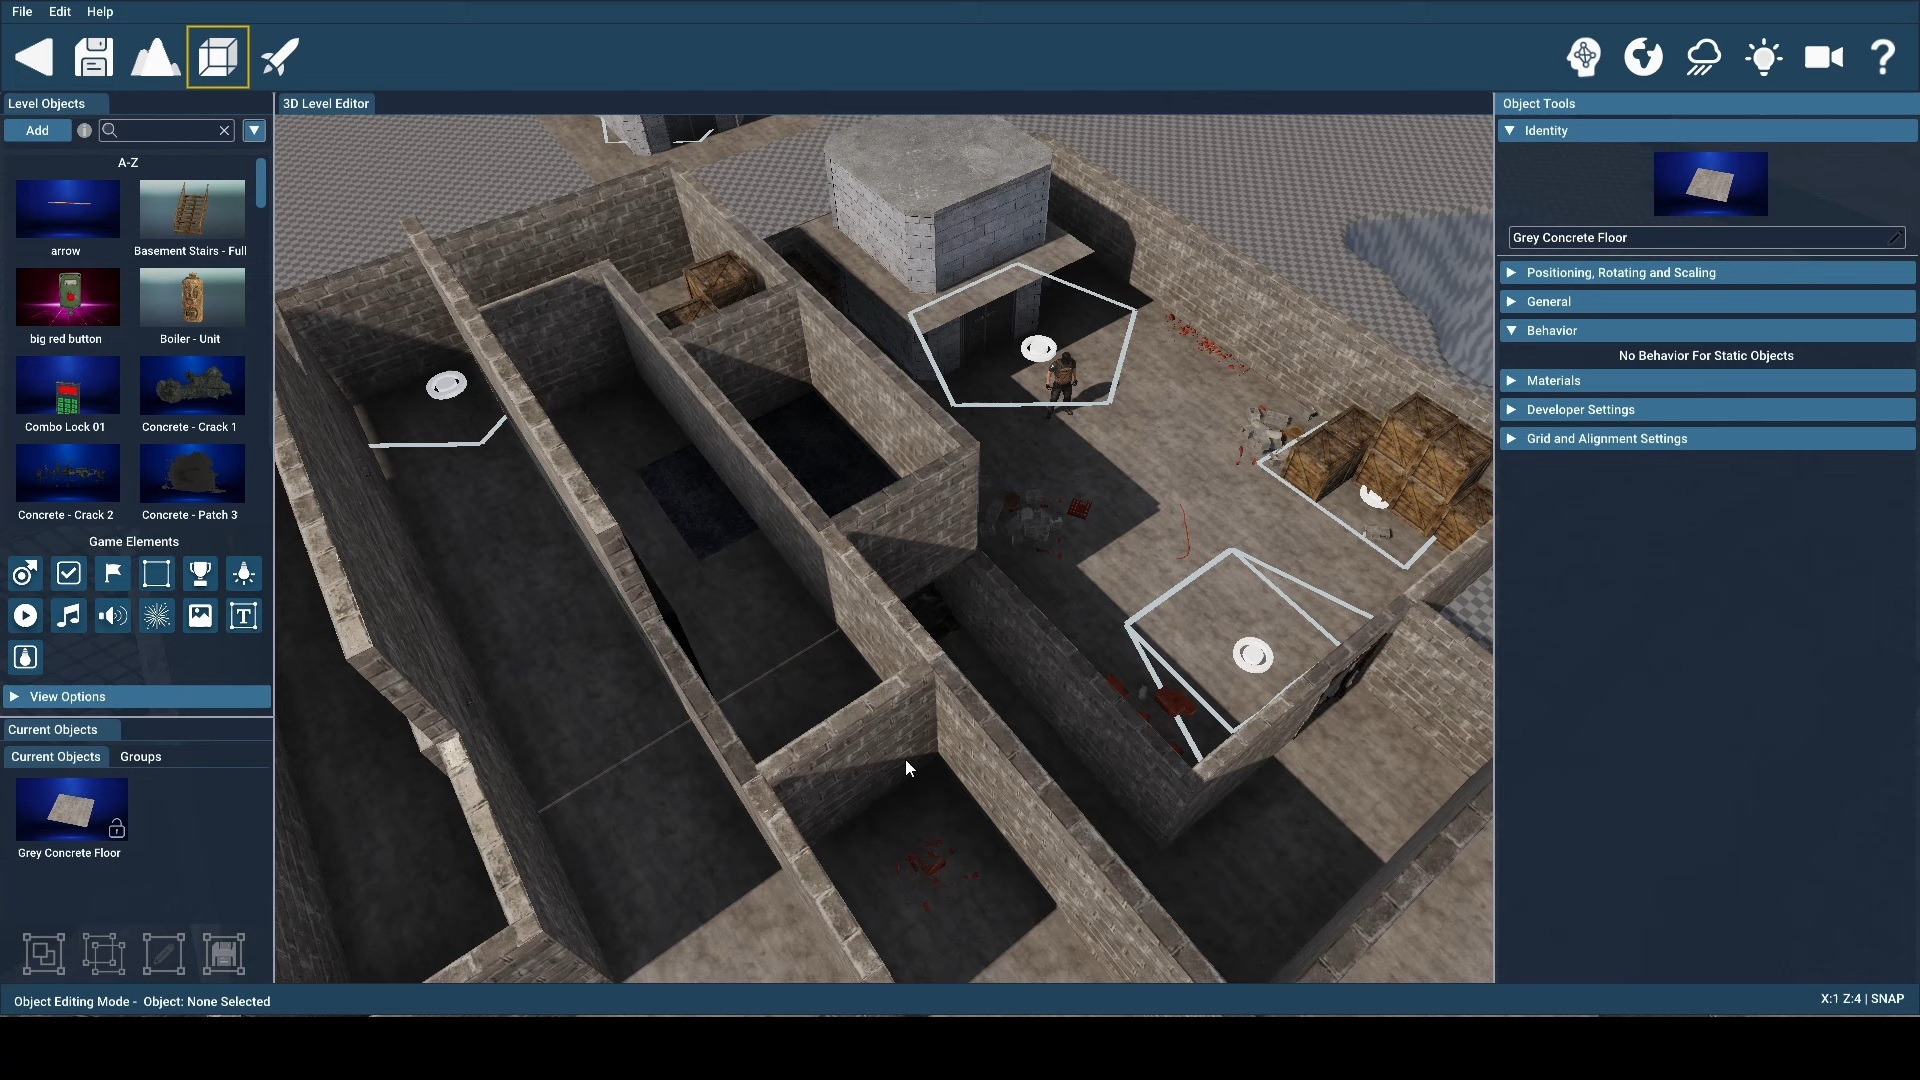 File Edit Help
Level Objects
Add
A-Z
arrow
Basement Stairs - Full
big red button
Boiler - Unit
Combo Lock 01
Concrete - Crack 1
Concrete - Crack 2
Concrete - Patch 3
Game Elements
View Options
Current Objects
Current Objects Groups
Grey Concrete Floor
3D Level Editor
Object Tools
Identity
Grey Concrete Floor
Positioning, Rotating and Scaling
General
Behavior
No Behavior For Static Objects
Materials
Developer Settings
Grid and Alignment Settings
Object Editing Mode - Object: None Selected
X:1 Z:4 | SNAP